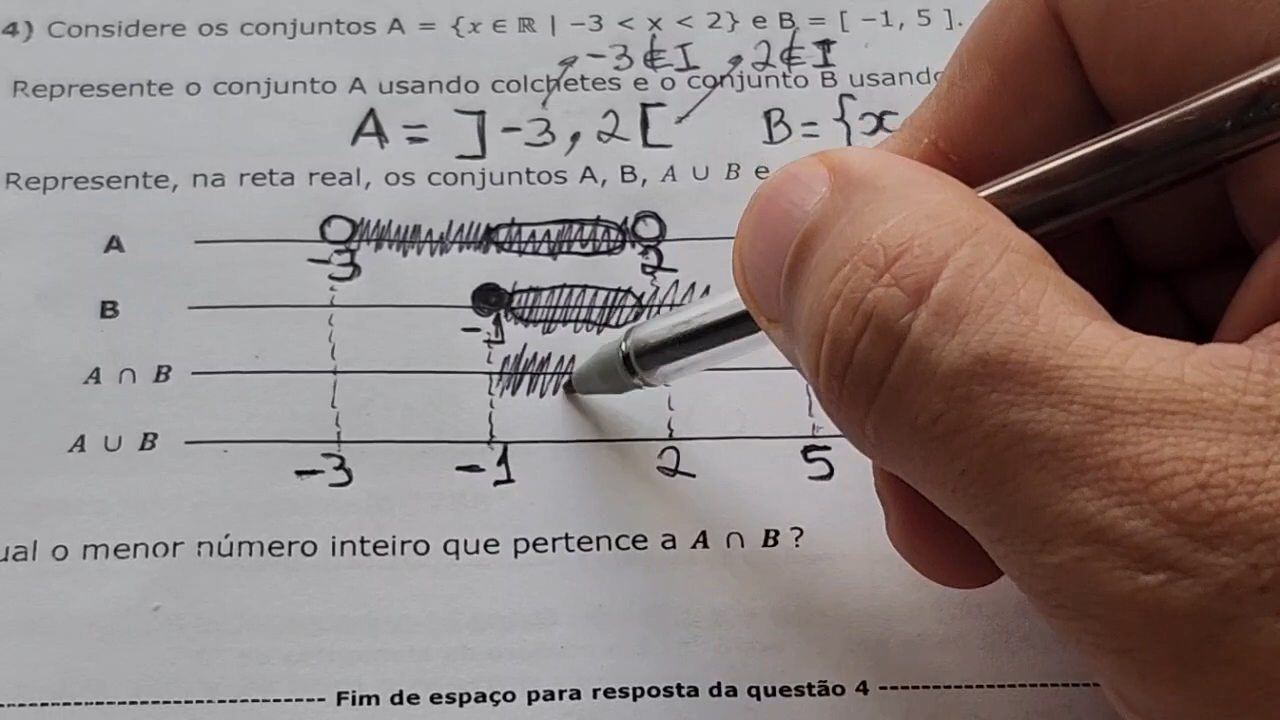 4) Considere os conjuntos A = {x ∈ ℝ | −3 < x < 2} e B = [ −1, 5 ].
-3 ∉ I , 2 ∉ I
Represente o conjunto A usando colchetes e o conjunto B
A = ] -3 , 2 [ B = {x
Represente, na reta real, os conjuntos A, B, A ∪ B e
A
-3 2
B
-1
A ∩ B
A ∪ B
-3 -1 2 5
o menor número inteiro que pertence a A ∩ B ?
Fim de espaço para resposta da questão 4